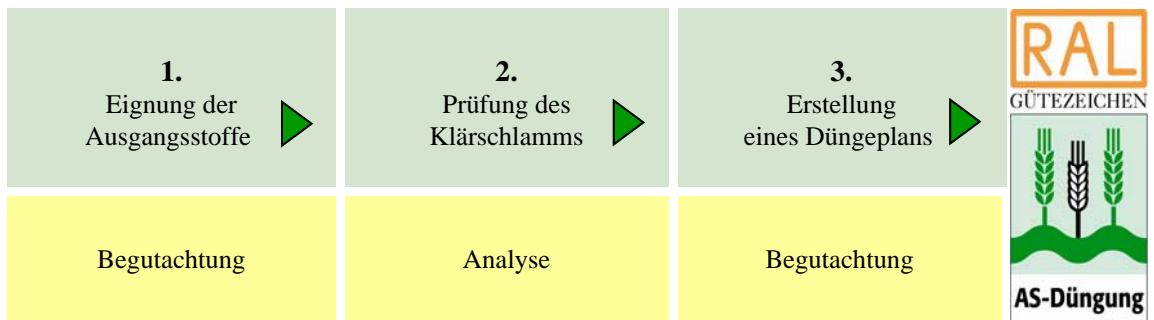 1.
Eignung der
Ausgangsstoffe
2.
Prüfung des
Klärschlamms
3.
Erstellung
eines Düngeplans
RAL
GÜTEZEICHEN
Begutachtung
Analyse
Begutachtung
AS-Düngung